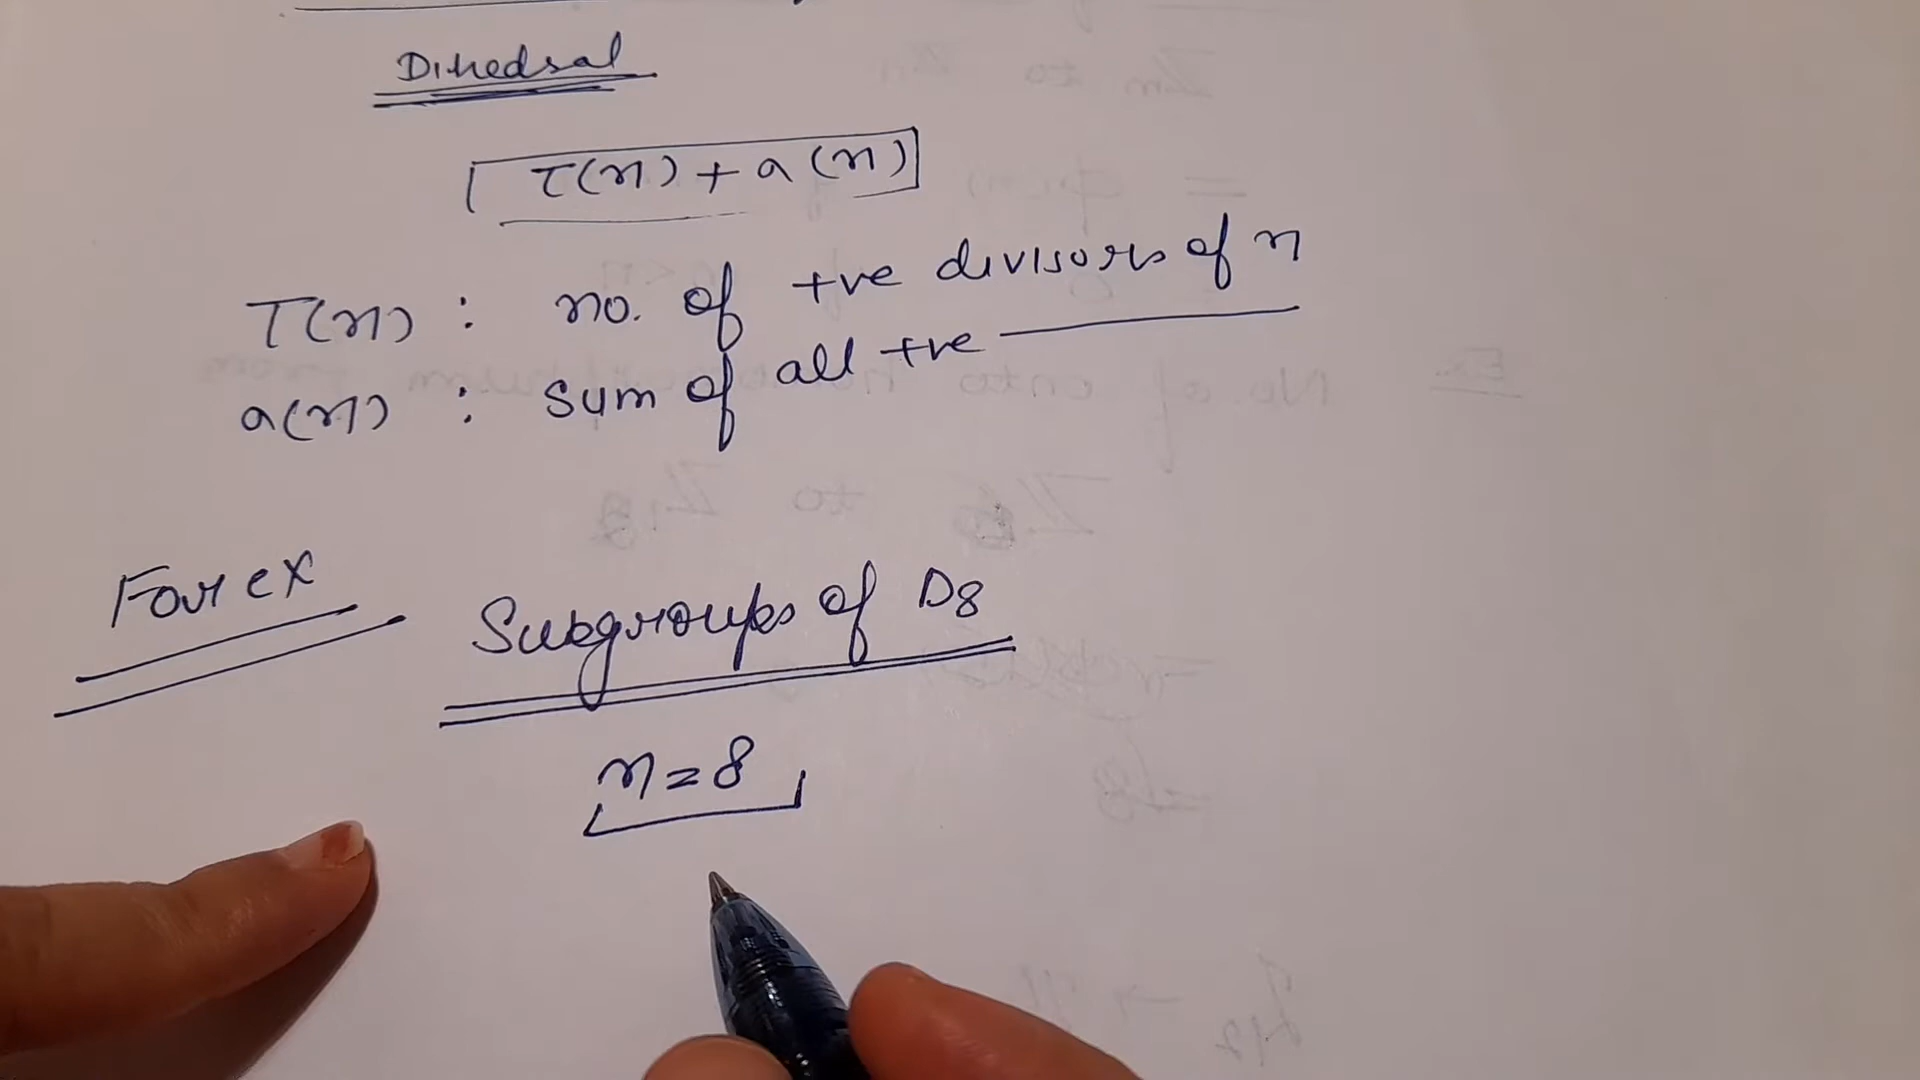 Dihedral
τ(n) + a(n)
τ(n) : no. of +ve divisors of n
a(n) : sum of all +ve ———
For ex
Subgroups of D8
n = 8